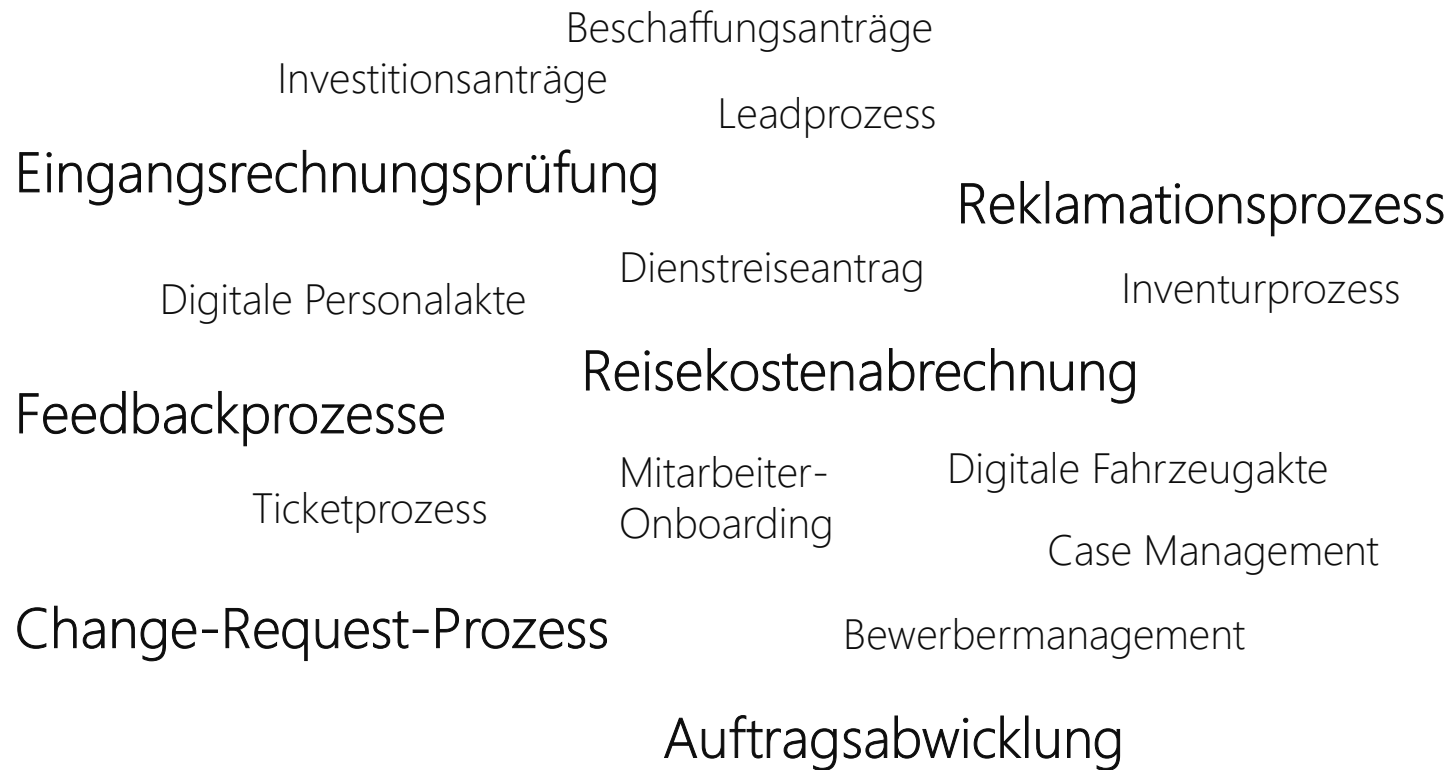 Beschaffungsanträge
Investitionsanträge
Leadprozess
Eingangsrechnungsprüfung
Reklamationsprozess
Dienstreiseantrag
Inventurprozess
Digitale Personalakte
Reisekostenabrechnung
Feedbackprozesse
Mitarbeiter-
Onboarding
Digitale Fahrzeugakte
Ticketprozess
Case Management
Change-Request-Prozess
Bewerbermanagement
Auftragsabwicklung